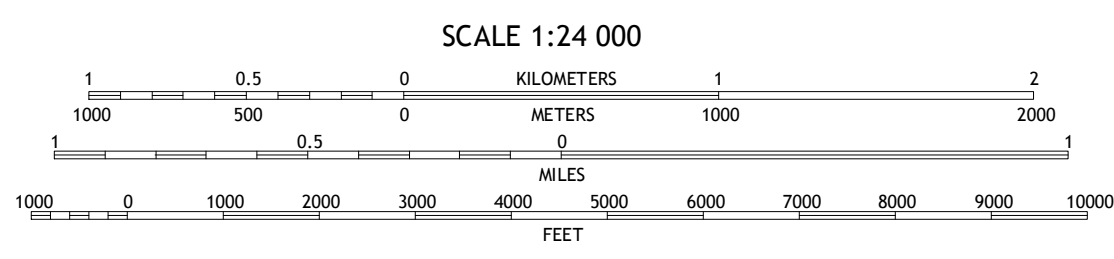 SCALE 1:24 000
1 0.5 0 KILOMETERS 1 2
1000 500 0 METERS 1000 2000
1 0.5 0 1
MILES
1000 0 1000 2000 3000 4000 5000 6000 7000 8000 9000 10000
FEET